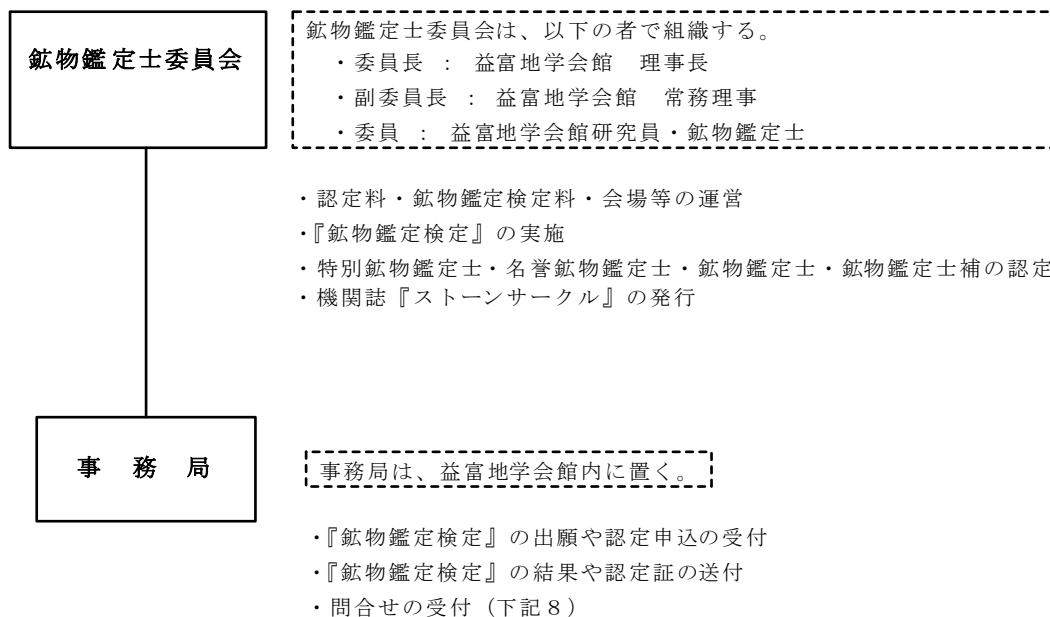 鉱物鑑定士委員会
鉱物鑑定士委員会は、以下の者で組織する。
・委員長 : 益富地学会館 理事長
・副委員長 : 益富地学会館 常務理事
・委員 : 益富地学会館研究員・鉱物鑑定士
・認定料・鉱物鑑定検定料・会場等の運営
・『鉱物鑑定検定』の実施
・特別鉱物鑑定士・名誉鉱物鑑定士・鉱物鑑定士・鉱物鑑定士補の認定
・機関誌『ストーンサークル』の発行
事 務 局
事務局は、益富地学会館内に置く。
・『鉱物鑑定検定』の出願や認定申込の受付
・『鉱物鑑定検定』の結果や認定証の送付
・問合せの受付（下記８）